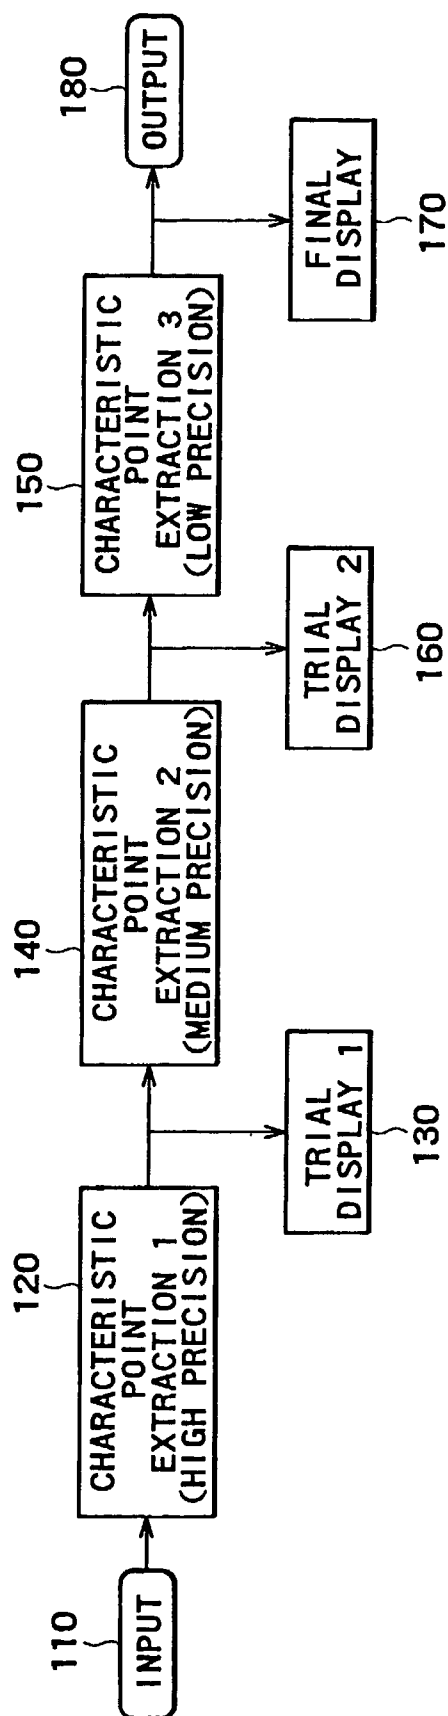 110
INPUT
120
CHARACTERISTIC
POINT
EXTRACTION 1
(HIGH PRECISION)
TRIAL
DISPLAY 1
130
140
CHARACTERISTIC
POINT
EXTRACTION 2
(MEDIUM PRECISION)
TRIAL
DISPLAY 2
160
150
CHARACTERISTIC
POINT
EXTRACTION 3
(LOW PRECISION)
FINAL
DISPLAY
170
180
OUTPUT